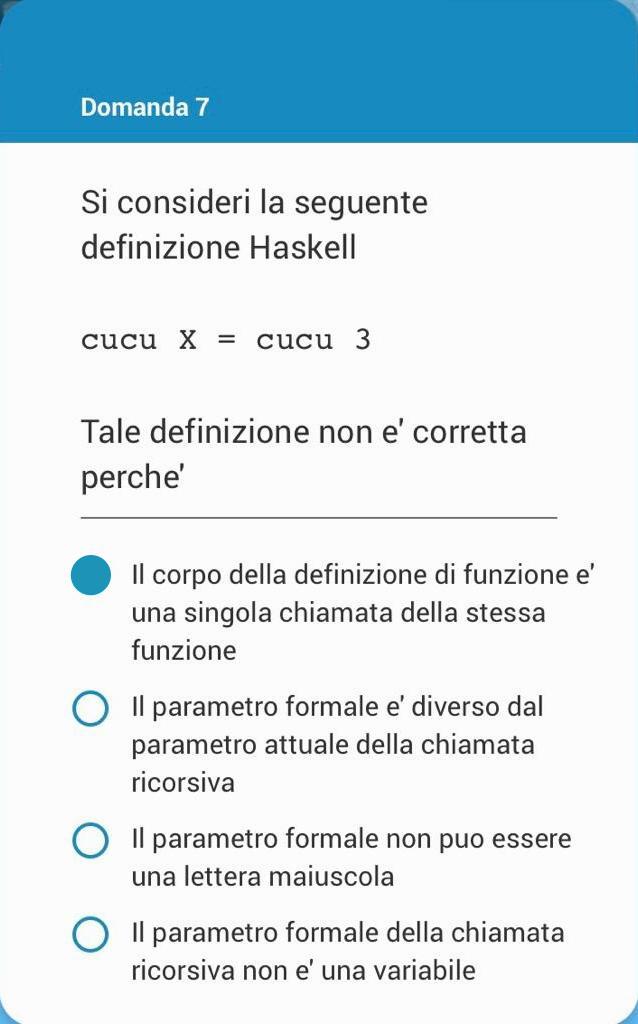 Domanda 7
Si consideri la seguente
definizione Haskell
cucu X = cucu 3
Tale definizione non e' corretta
perche'
Il corpo della definizione di funzione e'
una singola chiamata della stessa
funzione
Il parametro formale e' diverso dal
parametro attuale della chiamata
ricorsiva
Il parametro formale non puo essere
una lettera maiuscola
Il parametro formale della chiamata
ricorsiva non e' una variabile